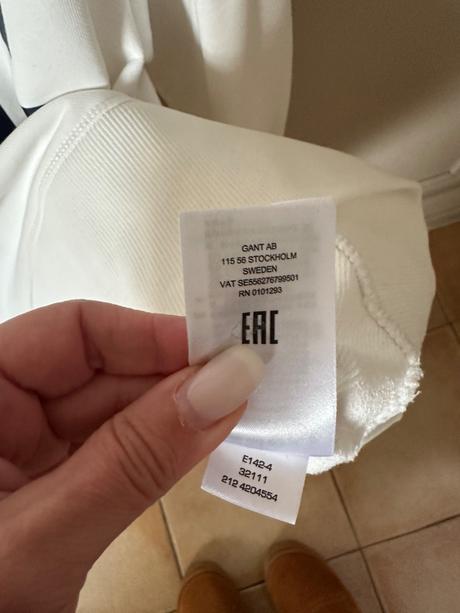 GANT AB
115 56 STOCKHOLM
SWEDEN
VAT SE556276799501
RN 0101293
EAC
E142-4
32111
212 4204554